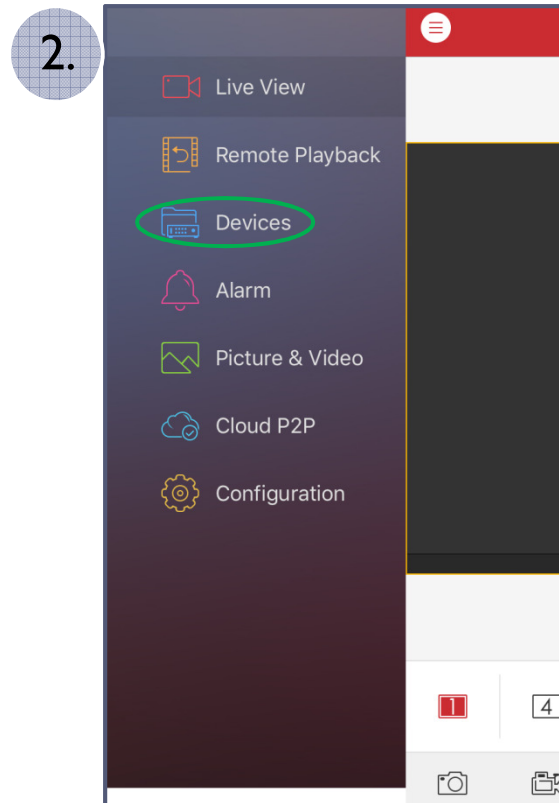 2.
Live View
Remote Playback
Devices
Alarm
Picture & Video
Cloud P2P
Configuration
1
4